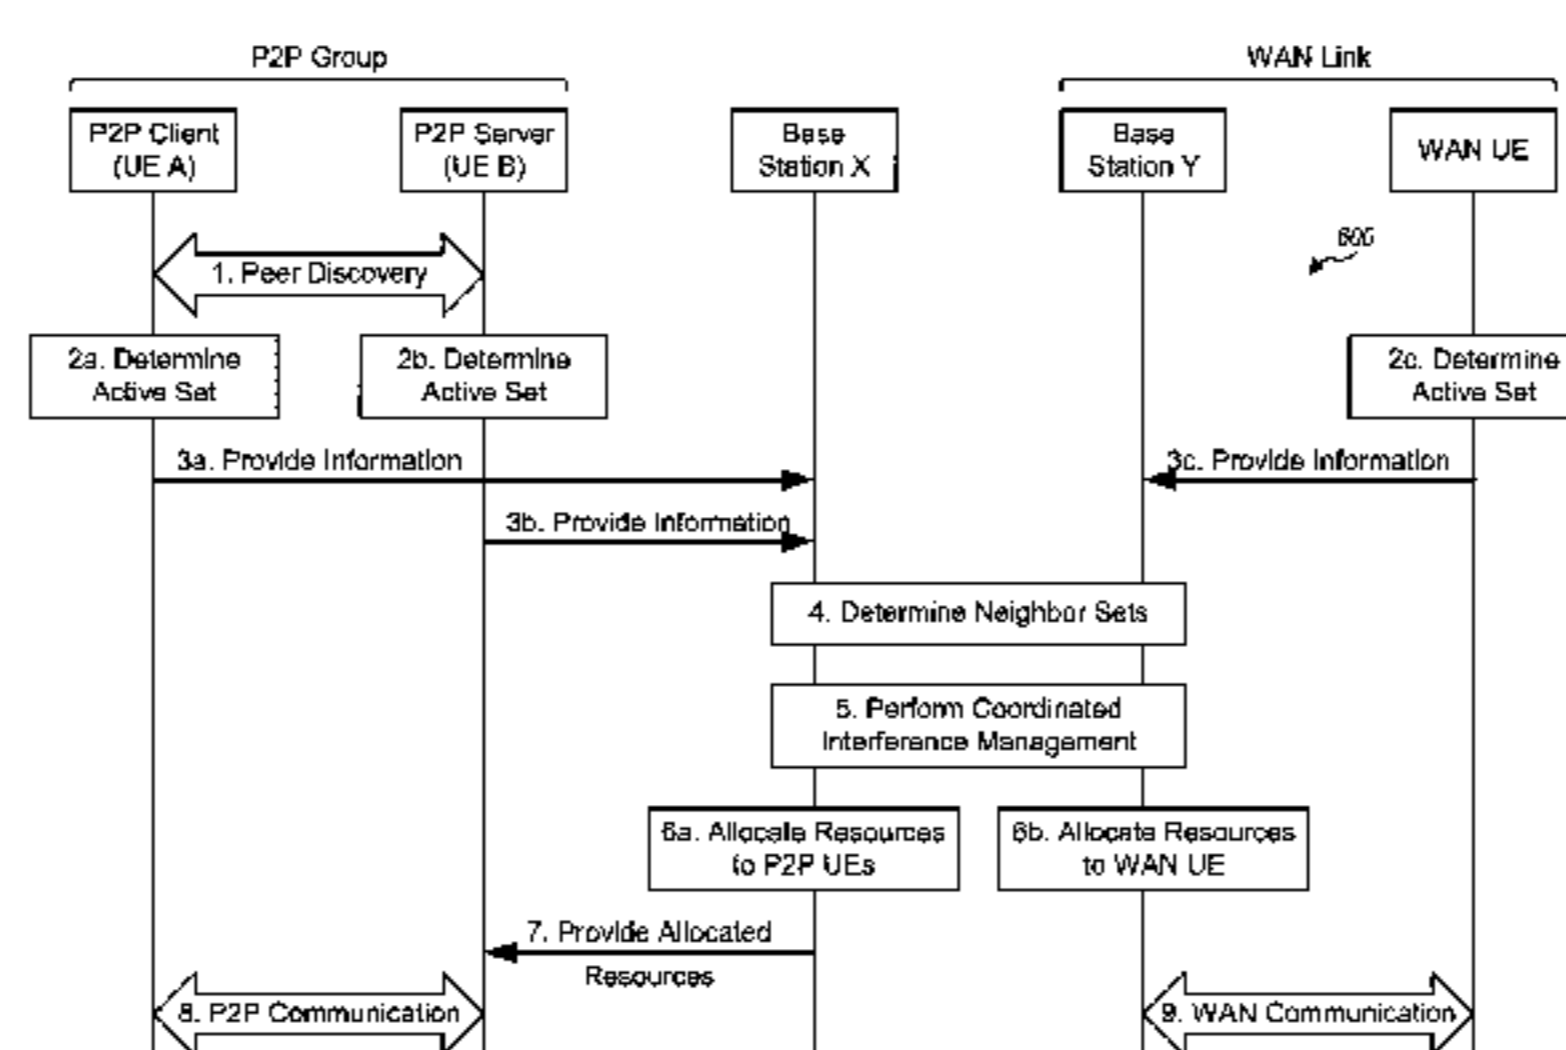 P2P Group
WAN Link
P2P Client
(UE A)
P2P Server
(UE B)
Base
Station X
Base
Station Y
WAN UE
600
1. Peer Discovery
2a. Determine
Active Set
2b. Determine
Active Set
2c. Determine
Active Set
3a. Provide Information
3c. Provide Information
3b. Provide Information
4. Determine Neighbor Sets
5. Perform Coordinated
Interference Management
6a. Allocate Resources
to P2P UEs
6b. Allocate Resources
to WAN UE
7. Provide Allocated
Resources
8. P2P Communication
9. WAN Communication